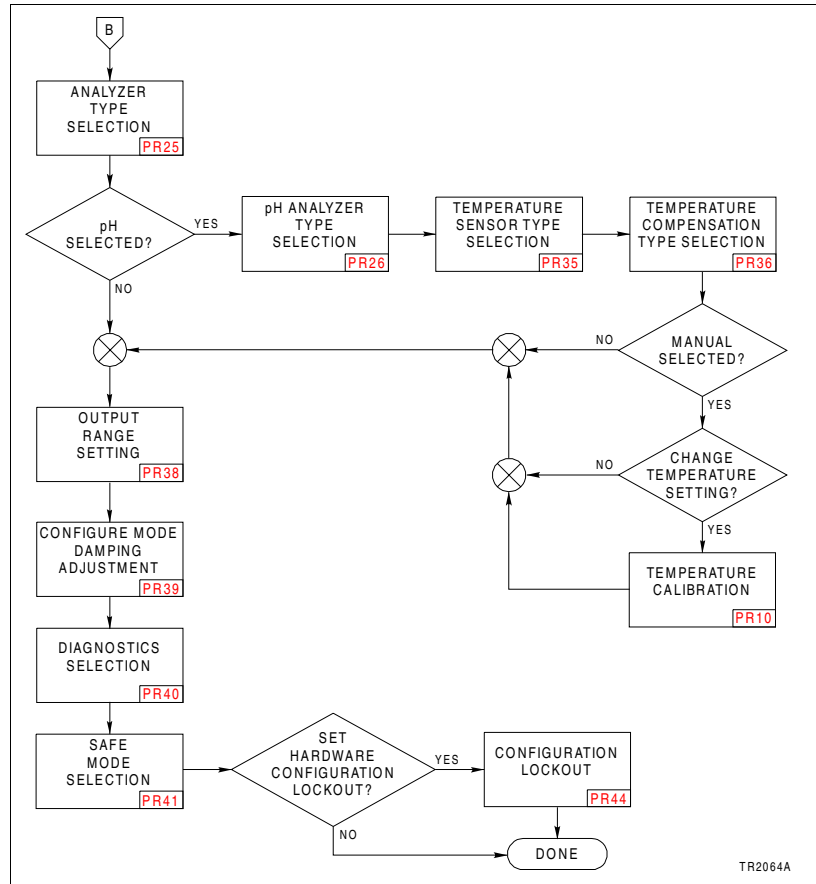 B
ANALYZER
TYPE
SELECTION
PR25
pH
SELECTED?
YES
NO
pH ANALYZER
TYPE
SELECTION
PR26
TEMPERATURE
SENSOR TYPE
SELECTION
PR35
TEMPERATURE
COMPENSATION
TYPE SELECTION
PR36
MANUAL
SELECTED?
NO
YES
CHANGE
TEMPERATURE
SETTING?
NO
YES
TEMPERATURE
CALIBRATION
PR10
OUTPUT
RANGE
SETTING
PR38
CONFIGURE MODE
DAMPING
ADJUSTMENT
PR39
DIAGNOSTICS
SELECTION
PR40
SAFE
MODE
SELECTION
PR41
SET
HARDWARE
CONFIGURATION
LOCKOUT?
YES
NO
CONFIGURATION
LOCKOUT
PR44
DONE
TR2064A